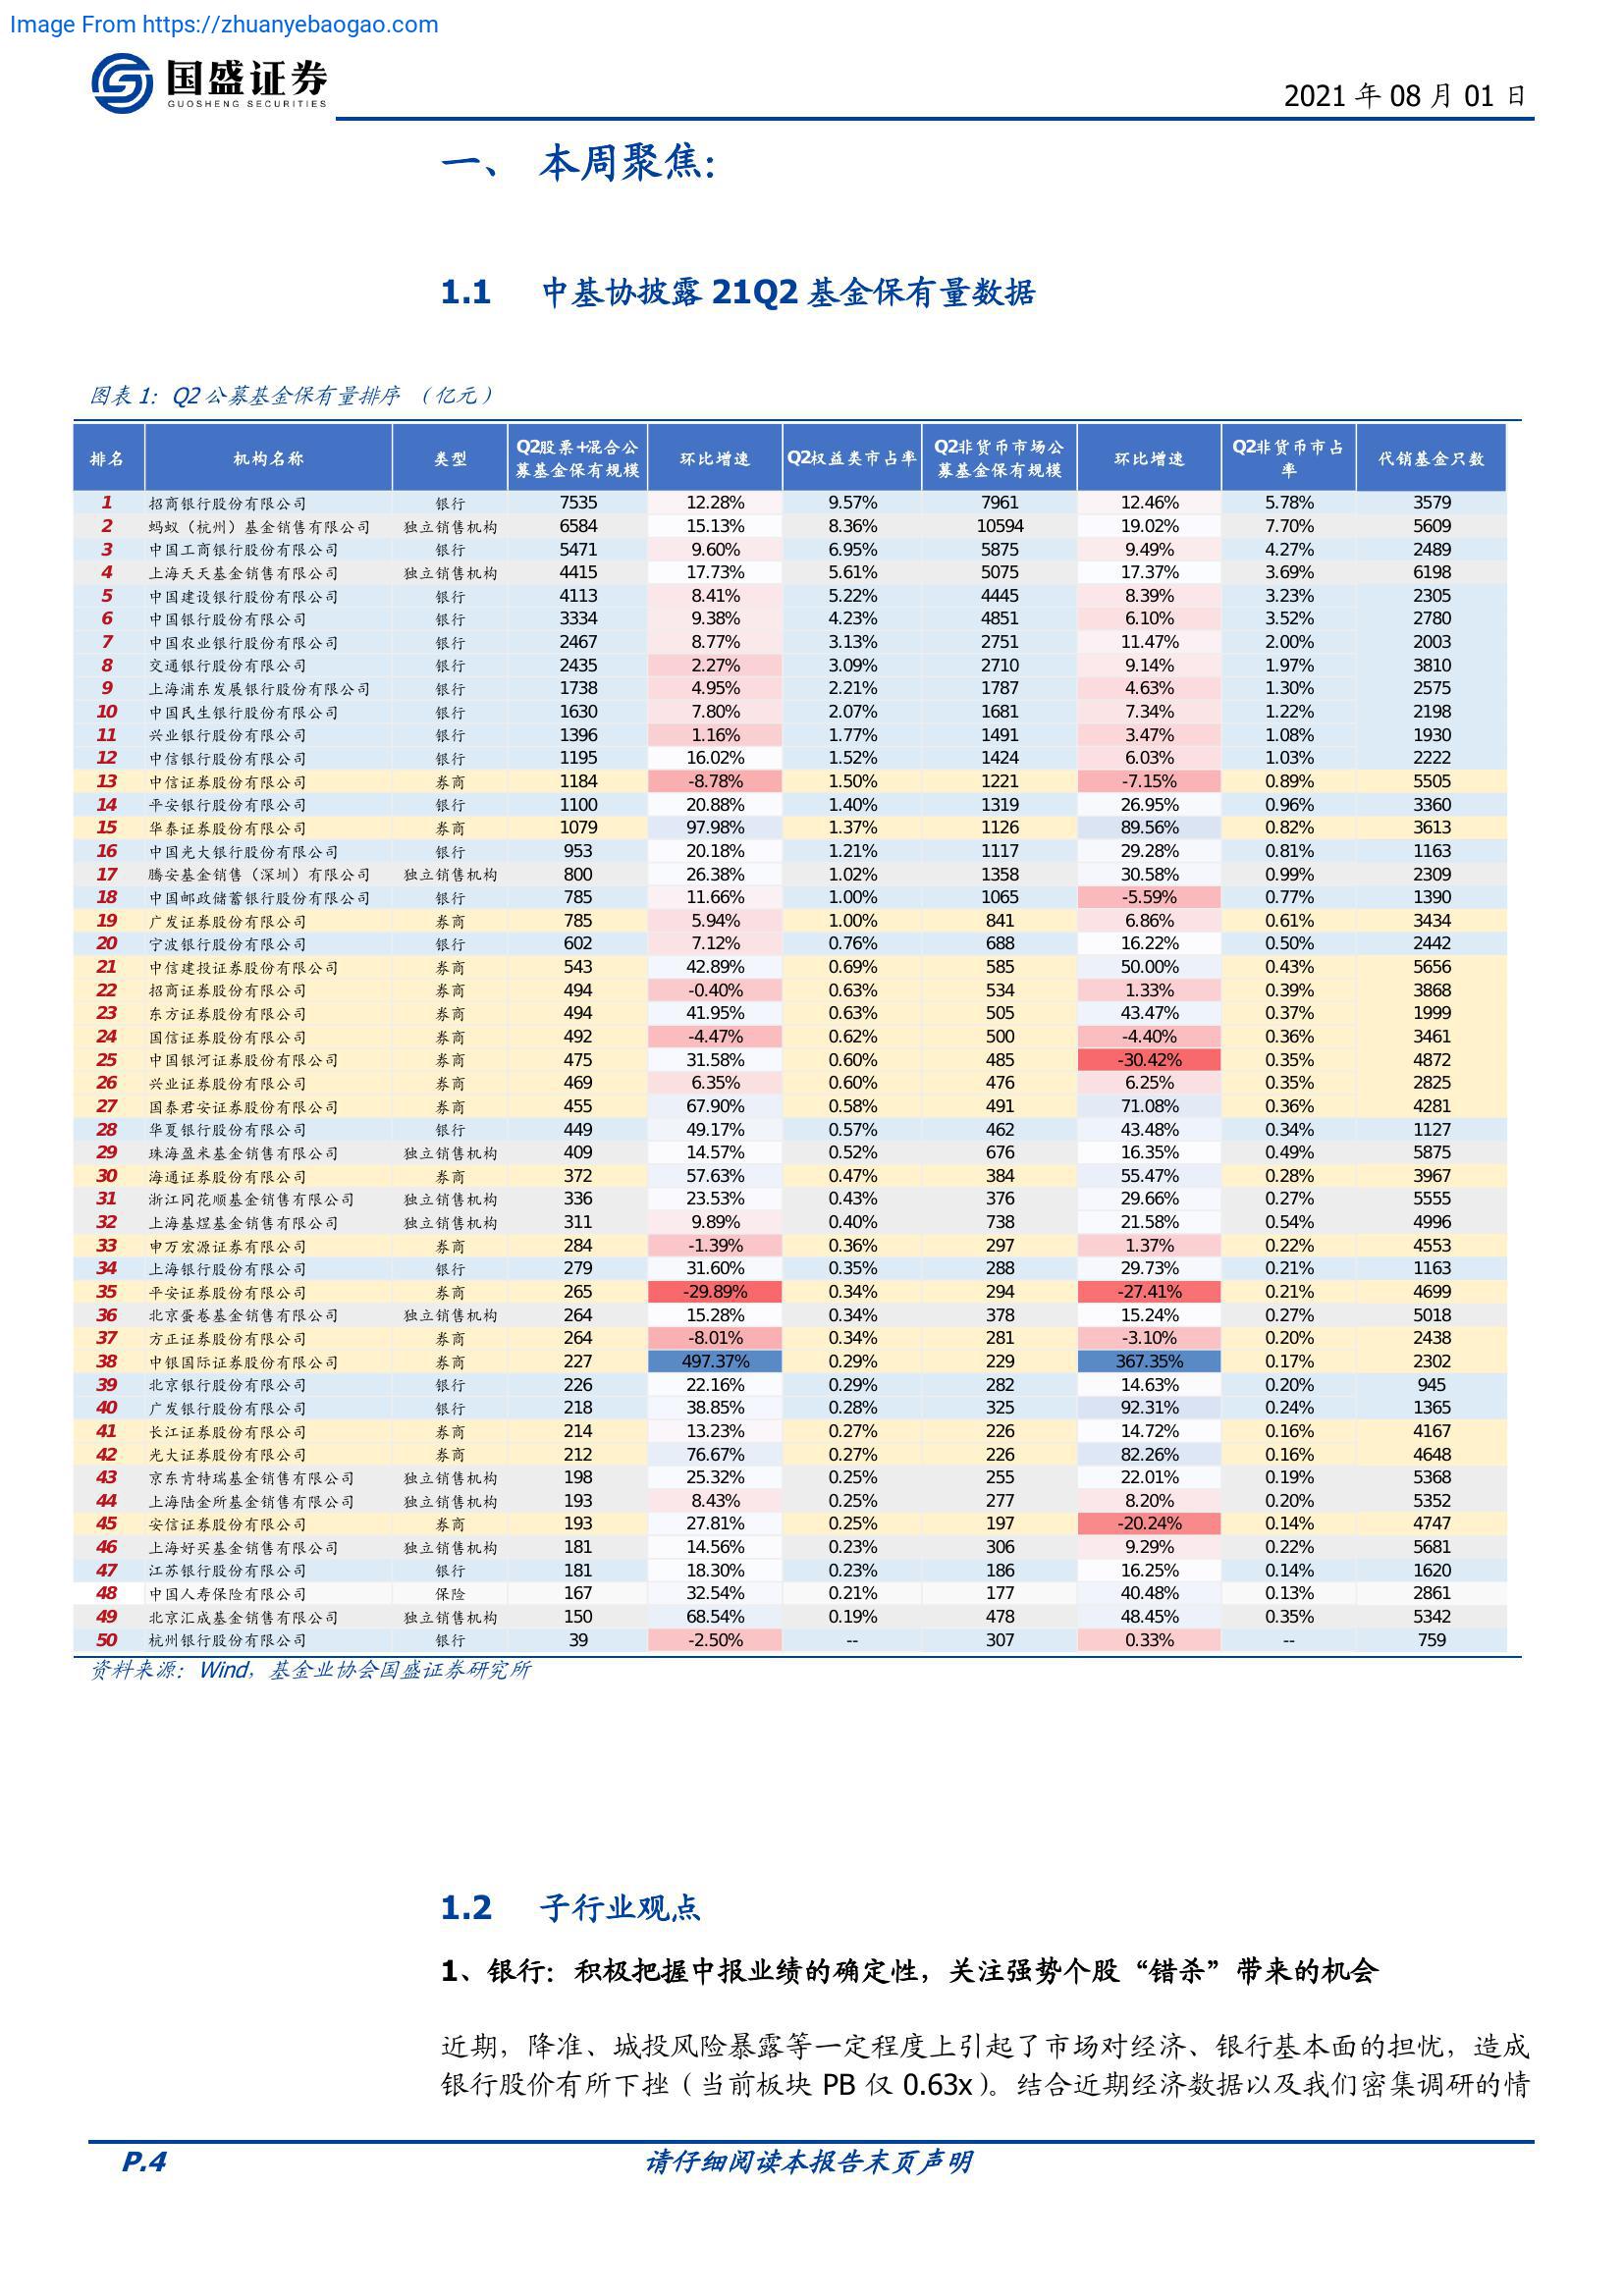 Image From https://zhuanyebaogao.com
国盛证券
GUOSHENG SECURITIES
2021 年 08 月 01 日
一、 本周聚焦：
1.1 中基协披露 21Q2 基金保有量数据
图表 1：Q2 公募基金保有量排序 （亿元）
排名 机构名称 类型 Q2股票+混合公募基金保有规模 环比增速 Q2权益类市占率 Q2非货币市场公募基金保有规模 环比增速 Q2非货币市占率 代销基金只数
1 招商银行股份有限公司 银行 7535 12.28% 9.57% 7961 12.46% 5.78% 3579
2 蚂蚁（杭州）基金销售有限公司 独立销售机构 6584 15.13% 8.36% 10594 19.02% 7.70% 5609
3 中国工商银行股份有限公司 银行 5471 9.60% 6.95% 5875 9.49% 4.27% 2489
4 上海天天基金销售有限公司 独立销售机构 4415 17.73% 5.61% 5075 17.37% 3.69% 6198
5 中国建设银行股份有限公司 银行 4113 8.41% 5.22% 4445 8.39% 3.23% 2305
6 中国银行股份有限公司 银行 3334 9.38% 4.23% 4851 6.10% 3.52% 2780
7 中国农业银行股份有限公司 银行 2467 8.77% 3.13% 2751 11.47% 2.00% 2003
8 交通银行股份有限公司 银行 2435 2.27% 3.09% 2710 9.14% 1.97% 3810
9 上海浦东发展银行股份有限公司 银行 1738 4.95% 2.21% 1787 4.63% 1.30% 2575
10 中国民生银行股份有限公司 银行 1630 7.80% 2.07% 1681 7.34% 1.22% 2198
11 兴业银行股份有限公司 银行 1396 1.16% 1.77% 1491 3.47% 1.08% 1930
12 中信银行股份有限公司 银行 1195 16.02% 1.52% 1424 6.03% 1.03% 2222
13 中信证券股份有限公司 券商 1184 -8.78% 1.50% 1221 -7.15% 0.89% 5505
14 平安银行股份有限公司 银行 1100 20.88% 1.40% 1319 26.95% 0.96% 3360
15 华泰证券股份有限公司 券商 1079 97.98% 1.37% 1126 89.56% 0.82% 3613
16 中国光大银行股份有限公司 银行 953 20.18% 1.21% 1117 29.28% 0.81% 1163
17 腾安基金销售（深圳）有限公司 独立销售机构 800 26.38% 1.02% 1358 30.58% 0.99% 2309
18 中国邮政储蓄银行股份有限公司 银行 785 11.66% 1.00% 1065 -5.59% 0.77% 1390
19 广发证券股份有限公司 券商 785 5.94% 1.00% 841 6.86% 0.61% 3434
20 宁波银行股份有限公司 银行 602 7.12% 0.76% 688 16.22% 0.50% 2442
21 中信建投证券股份有限公司 券商 543 42.89% 0.69% 585 50.00% 0.43% 5656
22 招商证券股份有限公司 券商 494 -0.40% 0.63% 534 1.33% 0.39% 3868
23 东方证券股份有限公司 券商 494 41.95% 0.63% 505 43.47% 0.37% 1999
24 国信证券股份有限公司 券商 492 -4.47% 0.62% 500 -4.40% 0.36% 3461
25 中国银河证券股份有限公司 券商 475 31.58% 0.60% 485 -30.42% 0.35% 4872
26 兴业证券股份有限公司 券商 469 6.35% 0.60% 476 6.25% 0.35% 2825
27 国泰君安证券股份有限公司 券商 455 67.90% 0.58% 491 71.08% 0.36% 4281
28 华夏银行股份有限公司 银行 449 49.17% 0.57% 462 43.48% 0.34% 1127
29 珠海盈米基金销售有限公司 独立销售机构 409 14.57% 0.52% 676 16.35% 0.49% 5875
30 海通证券股份有限公司 券商 372 57.63% 0.47% 384 55.47% 0.28% 3967
31 浙江同花顺基金销售有限公司 独立销售机构 336 23.53% 0.43% 376 29.66% 0.27% 5555
32 上海基煜基金销售有限公司 独立销售机构 311 9.89% 0.40% 738 21.58% 0.54% 4996
33 申万宏源证券有限公司 券商 284 -1.39% 0.36% 297 1.37% 0.22% 4553
34 上海银行股份有限公司 银行 279 31.60% 0.35% 288 29.73% 0.21% 1163
35 平安证券股份有限公司 券商 265 -29.89% 0.34% 294 -27.41% 0.21% 4699
36 北京蛋卷基金销售有限公司 独立销售机构 264 15.28% 0.34% 378 15.24% 0.27% 5018
37 方正证券股份有限公司 券商 264 -8.01% 0.34% 281 -3.10% 0.20% 2438
38 中银国际证券股份有限公司 券商 227 497.37% 0.29% 229 367.35% 0.17% 2302
39 北京银行股份有限公司 银行 226 22.16% 0.29% 282 14.63% 0.20% 945
40 广发银行股份有限公司 银行 218 38.85% 0.28% 325 92.31% 0.24% 1365
41 长江证券股份有限公司 券商 214 13.23% 0.27% 226 14.72% 0.16% 4167
42 光大证券股份有限公司 券商 212 76.67% 0.27% 226 82.26% 0.16% 4648
43 京东肯特瑞基金销售有限公司 独立销售机构 198 25.32% 0.25% 255 22.01% 0.19% 5368
44 上海陆金所基金销售有限公司 独立销售机构 193 8.43% 0.25% 277 8.20% 0.20% 5352
45 安信证券股份有限公司 券商 193 27.81% 0.25% 197 -20.24% 0.14% 4747
46 上海好买基金销售有限公司 独立销售机构 181 14.56% 0.23% 306 9.29% 0.22% 5681
47 江苏银行股份有限公司 银行 181 18.30% 0.23% 186 16.25% 0.14% 1620
48 中国人寿保险有限公司 保险 167 32.54% 0.21% 177 40.48% 0.13% 2861
49 北京汇成基金销售有限公司 独立销售机构 150 68.54% 0.19% 478 48.45% 0.35% 5342
50 杭州银行股份有限公司 银行 39 -2.50% -- 307 0.33% -- 759
资料来源：Wind，基金业协会国盛证券研究所
1.2 子行业观点
1、银行：积极把握中报业绩的确定性，关注强势个股“错杀”带来的机会
近期，降准、城投风险暴露等一定程度上引起了市场对经济、银行基本面的担忧，造成
银行股价有所下挫（当前板块 PB 仅 0.63x）。结合近期经济数据以及我们密集调研的情
P.4 请仔细阅读本报告末页声明